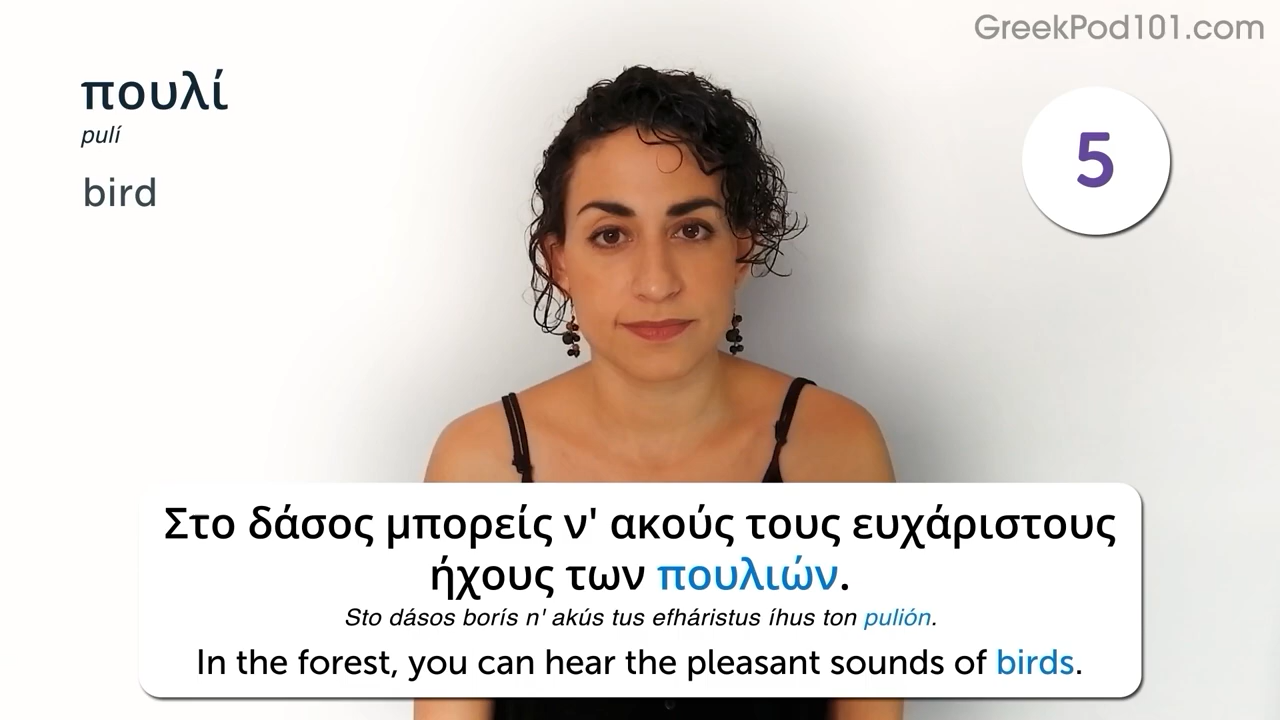 GreekPod101.com
πουλί
pulí
bird
5
Στο δάσος μπορείς ν' ακούς τους ευχάριστους
ήχους των πουλιών.
Sto dásos borís n' akús tus efháristus íhus ton pulión.
In the forest, you can hear the pleasant sounds of birds.